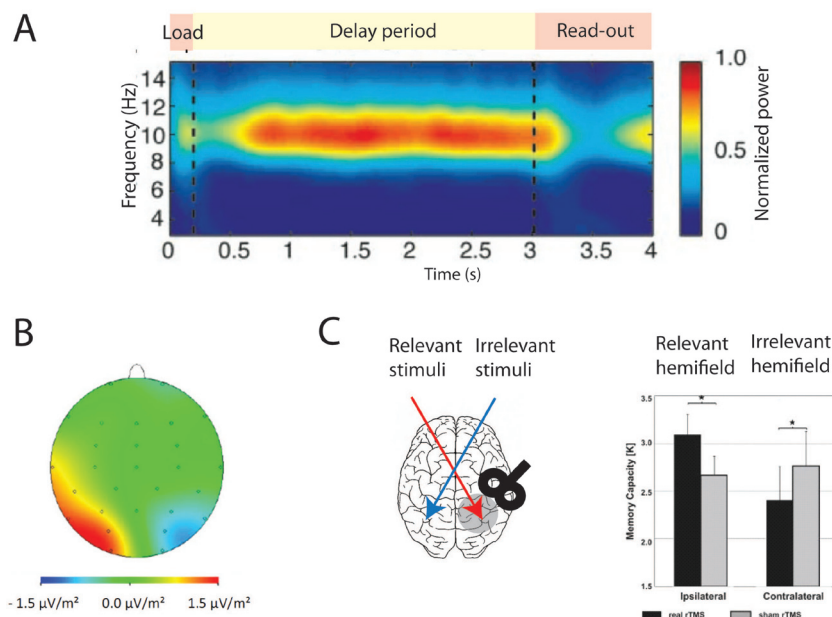 A
Load
Delay period
Read-out
Frequency (Hz)
14
12
10
8
6
4
0
0.5
1
1.5
2
2.5
3
3.5
4
Time (s)
1.0
0.5
0
Normalized power
B
- 1.5 µV/m²
0.0 µV/m²
1.5 µV/m²
C
Relevant
stimuli
Irrelevant
stimuli
Relevant
hemifield
Irrelevant
hemifield
Memory Capacity [K]
3.5
3.0
2.5
2.0
1.5
*
*
Ipsilateral
Contralateral
real rTMS
sham rTMS